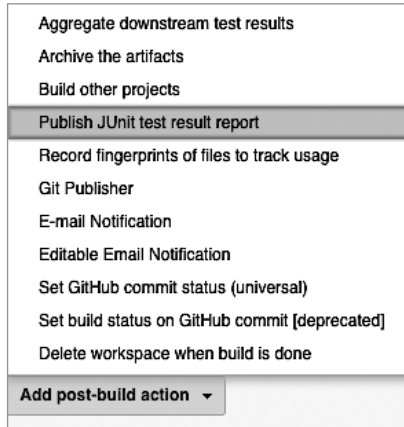 Aggregate downstream test results
Archive the artifacts
Build other projects
Publish JUnit test result report
Record fingerprints of files to track usage
Git Publisher
E-mail Notification
Editable Email Notification
Set GitHub commit status (universal)
Set build status on GitHub commit [deprecated]
Delete workspace when build is done
Add post-build action